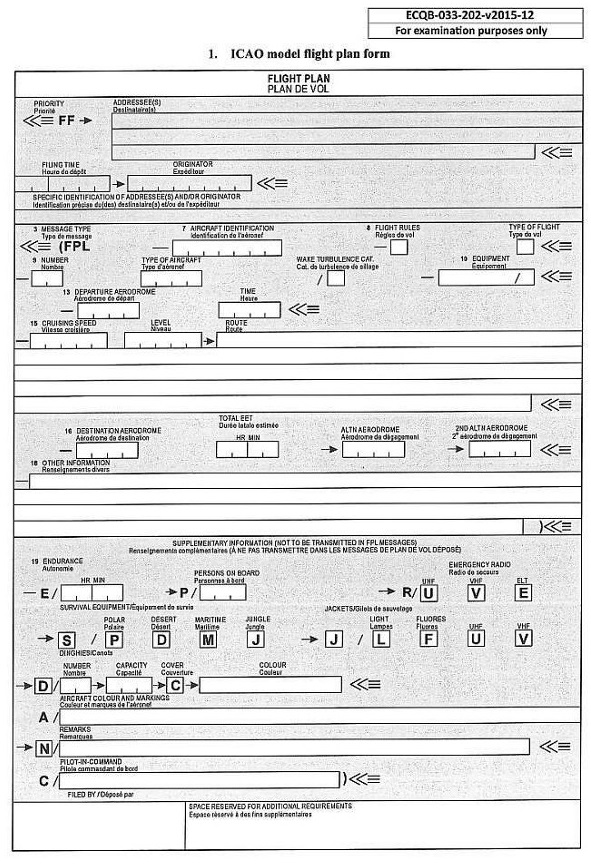 ECQB-033-202-v2015-12
For examination purposes only
1. ICAO model flight plan form
FLIGHT PLAN
PLAN DE VOL
PRIORITY
Priorité
ADDRESSEE(S)
Destinataire(s)
FF
FILING TIME
Heure de dépôt
ORIGINATOR
Expéditeur
SPECIFIC IDENTIFICATION OF ADDRESSEE(S) AND/OR ORIGINATOR
Identification précise du(des) destinataire(s) et/ou de l'expéditeur
3 MESSAGE TYPE
Type de message
7 AIRCRAFT IDENTIFICATION
Identification de l'aéronef
8 FLIGHT RULES
Règles de vol
TYPE OF FLIGHT
Type de vol
(FPL
9 NUMBER
Nombre
TYPE OF AIRCRAFT
Type d'aéronef
WAKE TURBULENCE CAT.
Cat. de turbulence de sillage
10 EQUIPMENT
Équipement
/
/
13 DEPARTURE AERODROME
Aérodrome de départ
TIME
Heure
15 CRUISING SPEED
Vitesse croisière
LEVEL
Niveau
ROUTE
Route
16 DESTINATION AERODROME
Aérodrome de destination
TOTAL EET
Durée totale estimée
HR MIN
ALTN AERODROME
Aérodrome de dégagement
2ND ALTN AERODROME
2e aérodrome de dégagement
18 OTHER INFORMATION
Renseignements divers
)
SUPPLEMENTARY INFORMATION (NOT TO BE TRANSMITTED IN FPL MESSAGES)
Renseignements complémentaires (À NE PAS TRANSMETTRE DANS LES MESSAGES DE PLAN DE VOL DÉPOSÉ)
19 ENDURANCE
Autonomie
HR MIN
E /
PERSONS ON BOARD
Personnes à bord
P /
EMERGENCY RADIO
Radio de secours
UHF VHF ELT
R/ U V E
SURVIVAL EQUIPMENT/Équipement de survie
POLAR DESERT MARITIME JUNGLE
Polaire Désert Maritime Jungle
S / P D M J
JACKETS/Gilets de sauvetage
LIGHT FLUORES UHF VHF
Lampes Fluores
J / L F U V
DINGHIES/Canots
NUMBER
Nombre
CAPACITY
Capacité
COVER
Couverture
COLOUR
Couleur
D / C
AIRCRAFT COLOUR AND MARKINGS
Couleur et marques de l'aéronef
A /
REMARKS
Remarques
N /
PILOT-IN-COMMAND
Pilote commandant de bord
C / )
FILED BY / Déposé par
SPACE RESERVED FOR ADDITIONAL REQUIREMENTS
Espace réservé à des fins supplémentaires